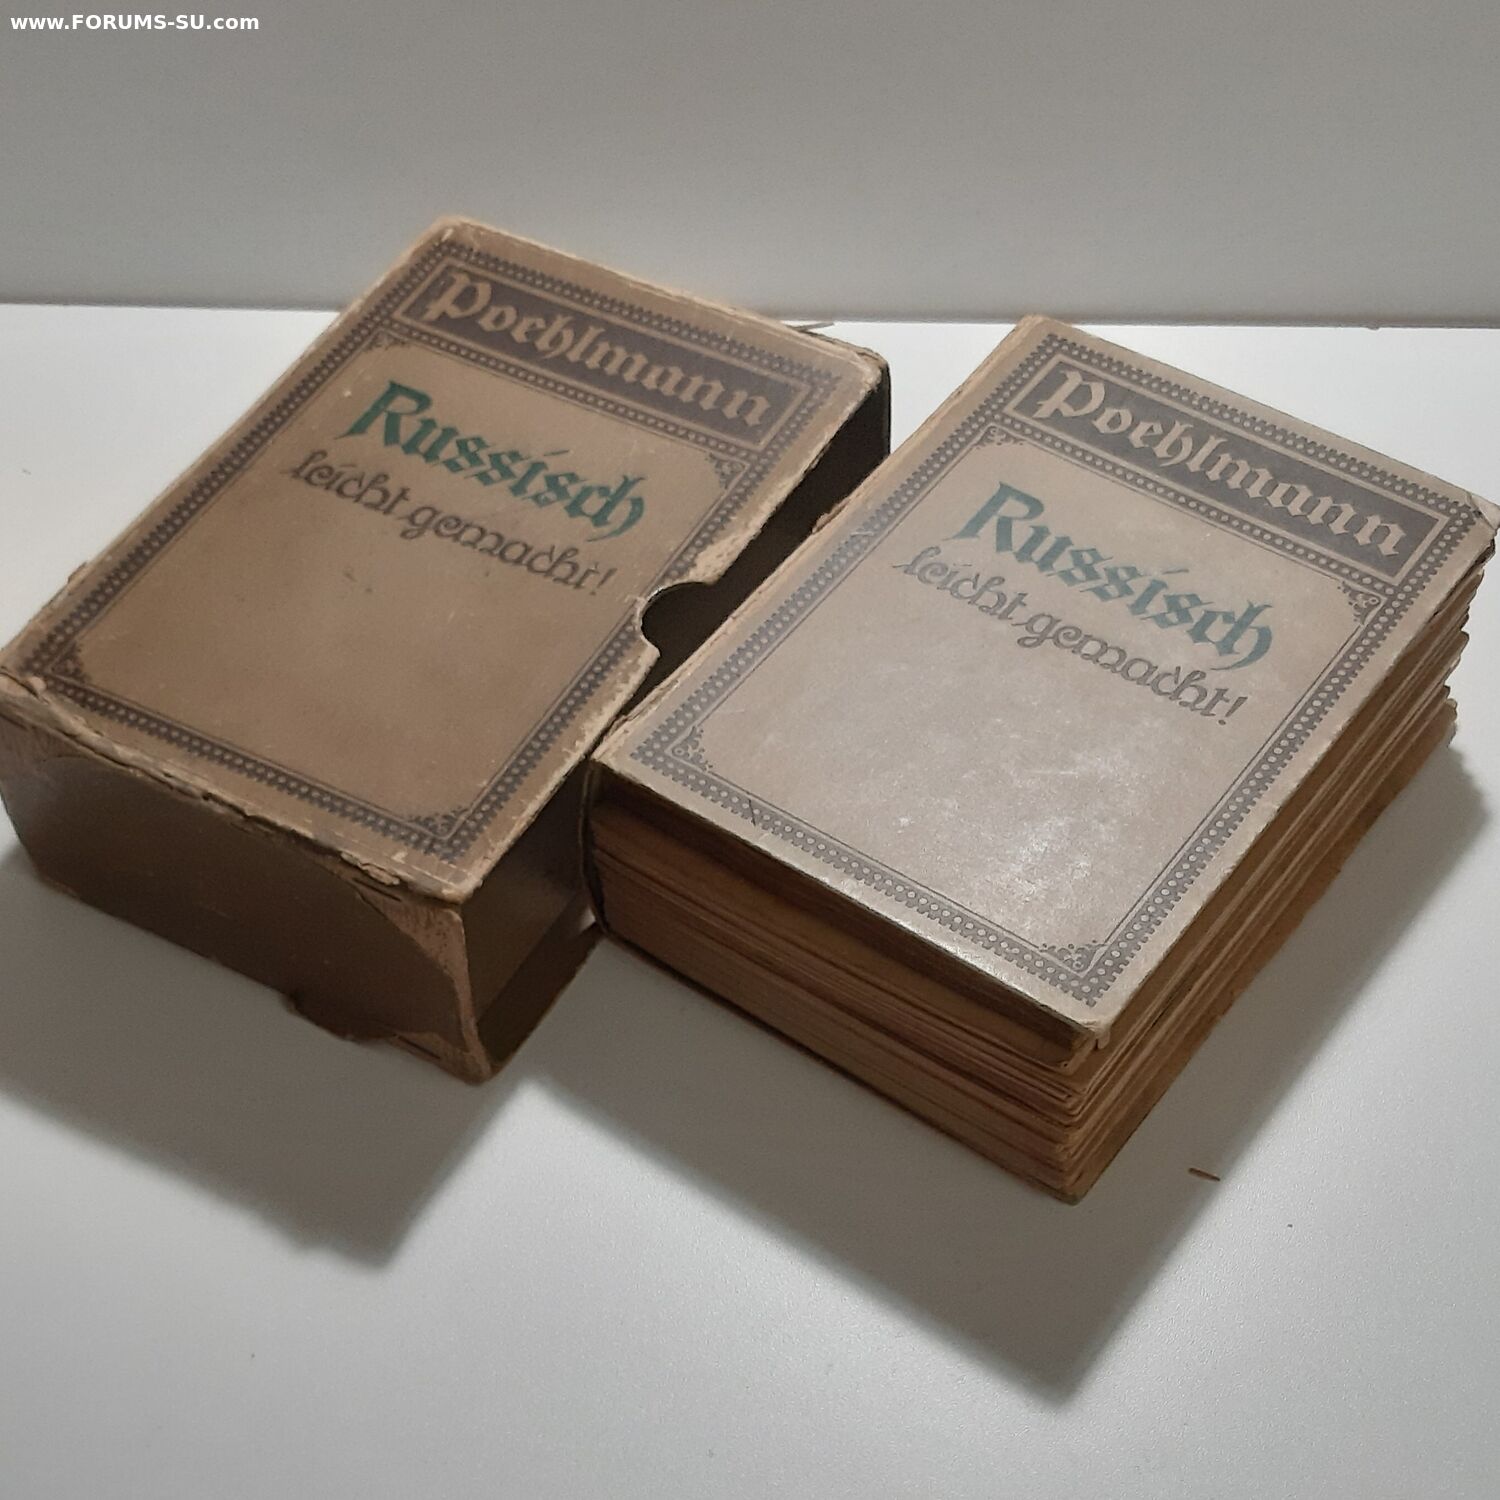 www.FORUMS-SU.com
Poehlmann
Russisch
leicht gemacht!
Poehlmann
Russisch
leicht gemacht!